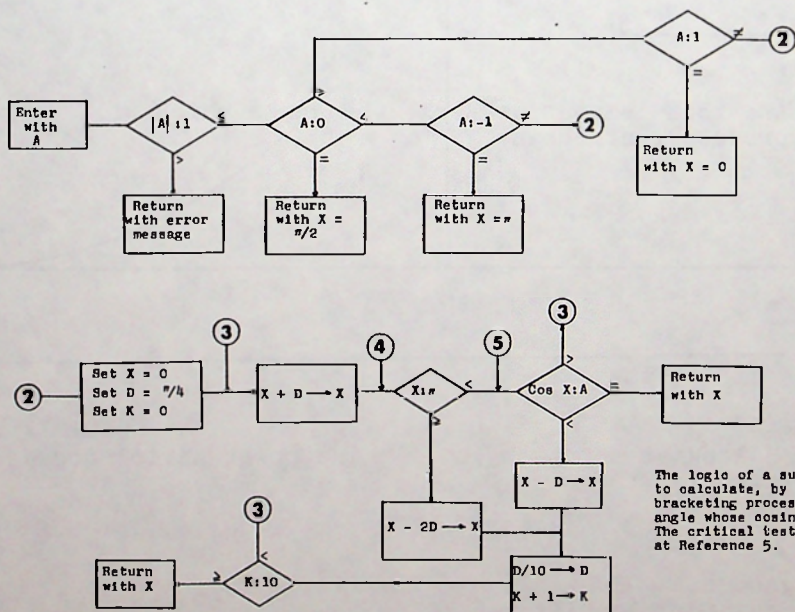 A:1
≠
2
=
Enter
with
A
|A| :1
≤
>
A:0
>
<
=
A:-1
≠
2
=
Return
with X = 0
Return
with error
message
Return
with X =
π/2
Return
with X = π
3
4
5
3
2
Set X = 0
Set D = π/4
Set K = 0
X + D → X
X:π
<
≥
Cos X:A
>
=
<
Return
with X
X - D → X
X - 2D → X
The logic of a su
to calculate, by
bracketing proces
angle whose cosin
The critical test
at Reference 5.
3
Return
with X
≥
K:10
<
D/10 → D
K + 1 → K